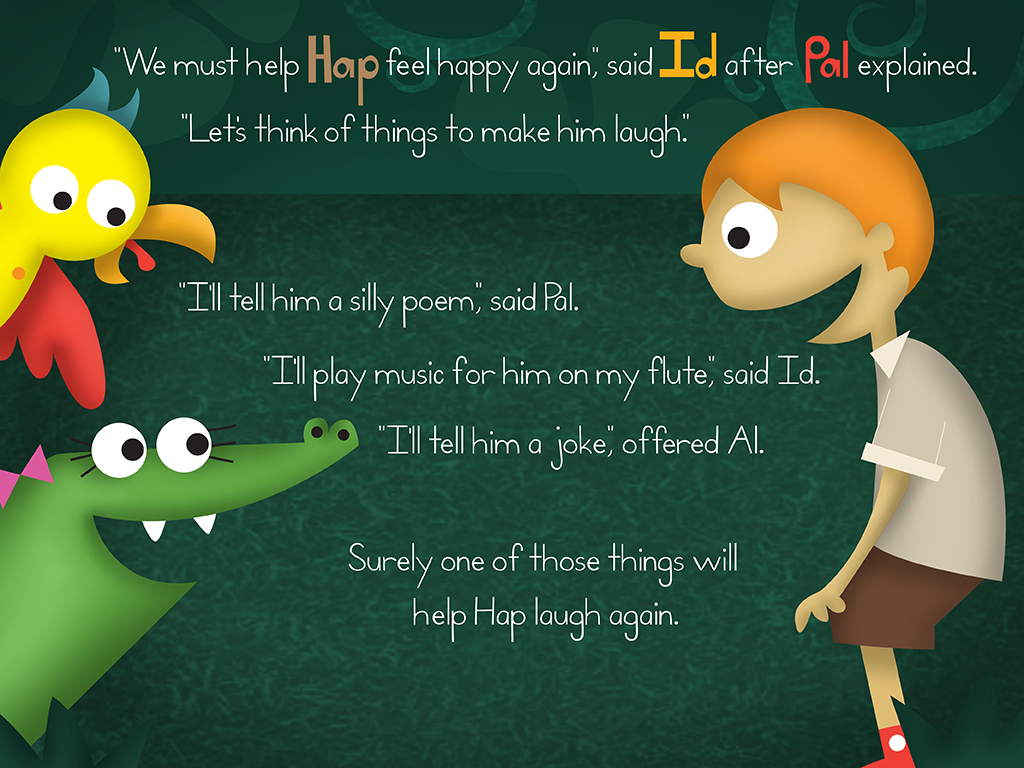 "We must help Hap feel happy again", said Id after Pal explained.
"Let's think of things to make him laugh."
"I'll tell him a silly poem", said Pal.
"I'll play music for him on my flute", said Id.
"I'll tell him a joke", offered Al.
Surely one of those things will
help Hap laugh again.